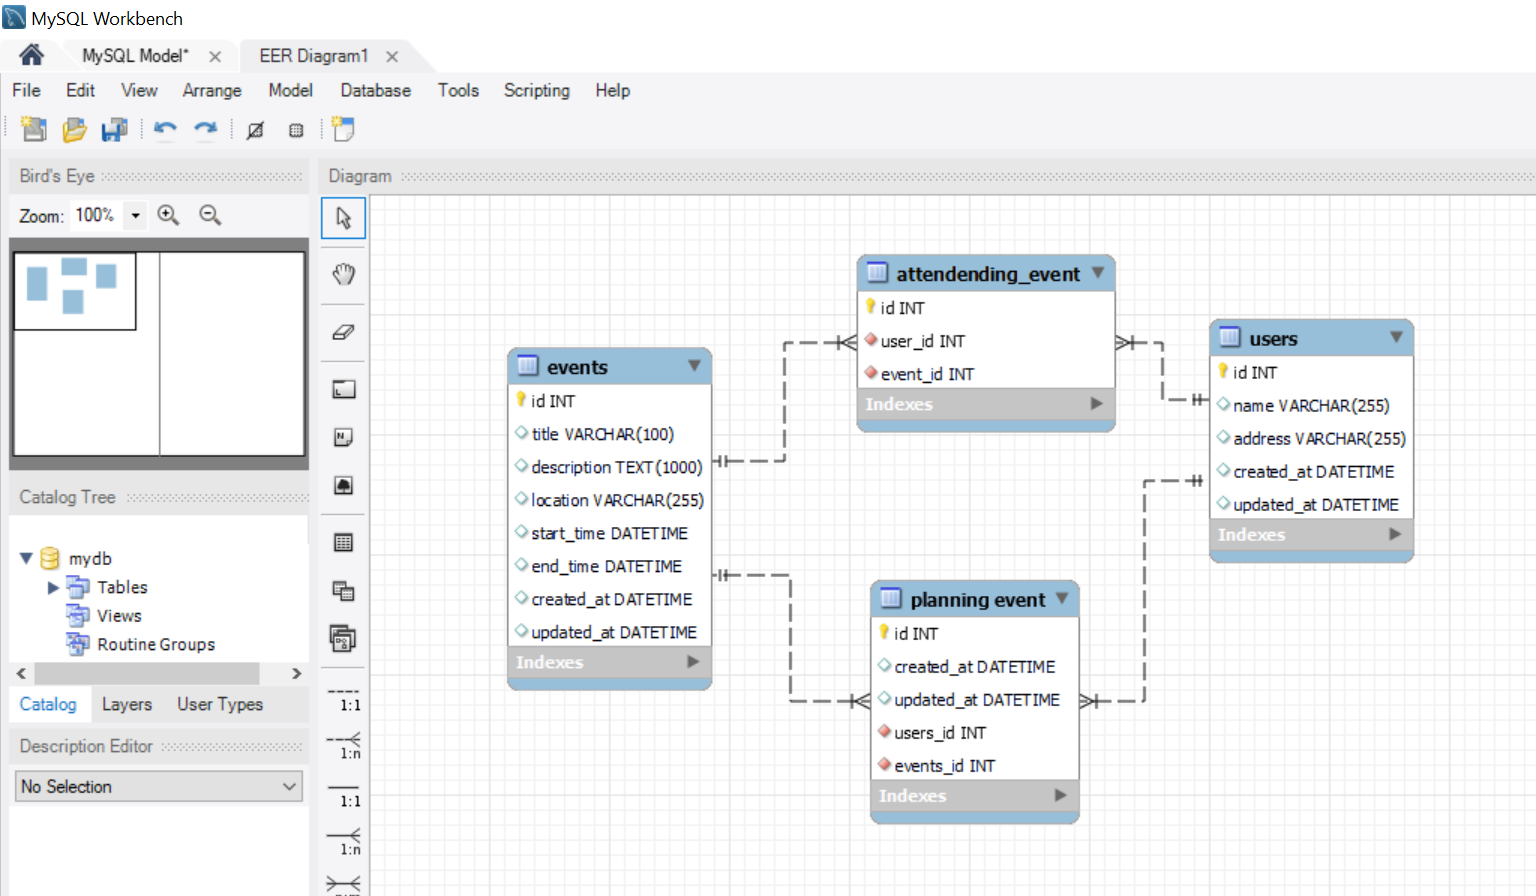 MySQL Workbench
MySQL Model* EER Diagram1
File Edit View Arrange Model Database Tools Scripting Help
Bird's Eye
Zoom: 100%
Catalog Tree
mydb
Tables
Views
Routine Groups
Catalog Layers User Types
Description Editor
No Selection
Diagram
N
1:1
1:n
1:1
1:n
events
id INT
title VARCHAR(100)
description TEXT(1000)
location VARCHAR(255)
start_time DATETIME
end_time DATETIME
created_at DATETIME
updated_at DATETIME
Indexes
attendending_event
id INT
user_id INT
event_id INT
Indexes
planning event
id INT
created_at DATETIME
updated_at DATETIME
users_id INT
events_id INT
Indexes
users
id INT
name VARCHAR(255)
address VARCHAR(255)
created_at DATETIME
updated_at DATETIME
Indexes